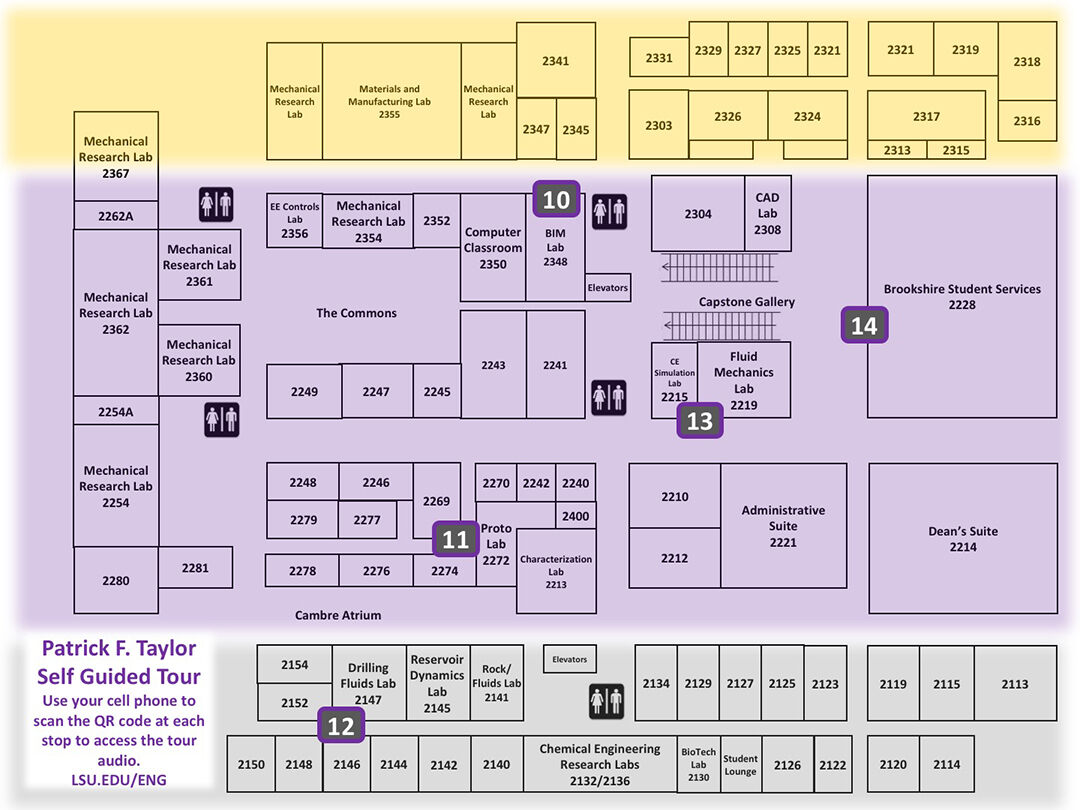 2341
2331
2329
2327
2325
2321
2321
2319
2318
Mechanical
Research
Lab
Materials and
Manufacturing Lab
2355
Mechanical
Research
Lab
2347
2345
2303
2326
2324
2317
2316
2313
2315
Mechanical
Research Lab
2367
2262A
Mechanical
Research Lab
2362
Mechanical
Research Lab
2361
Mechanical
Research Lab
2360
2254A
Mechanical
Research Lab
2254
2280
2281
EE Controls
Lab
2356
Mechanical
Research Lab
2354
2352
Computer
Classroom
2350
10
BIM
Lab
2348
Elevators
2304
CAD
Lab
2308
Capstone Gallery
Brookshire Student Services
2228
14
The Commons
2249
2247
2245
2243
2241
CE
Simulation
Lab
2215
Fluid
Mechanics
Lab
2219
13
2248
2246
2269
2279
2277
11
2278
2276
2274
2270
2242
2240
2400
Proto
Lab
2272
Characterization
Lab
2213
2210
2212
Administrative
Suite
2221
Dean's Suite
2214
Cambre Atrium
Patrick F. Taylor
Self Guided Tour
Use your cell phone to
scan the QR code at each
stop to access the tour
audio.
LSU.EDU/ENG
2154
2152
Drilling
Fluids Lab
2147
Reservoir
Dynamics
Lab
2145
Rock/
Fluids Lab
2141
Elevators
2134
2129
2127
2125
2123
2119
2115
2113
12
2150
2148
2146
2144
2142
2140
Chemical Engineering
Research Labs
2132/2136
BioTech
Lab
2130
Student
Lounge
2126
2122
2120
2114